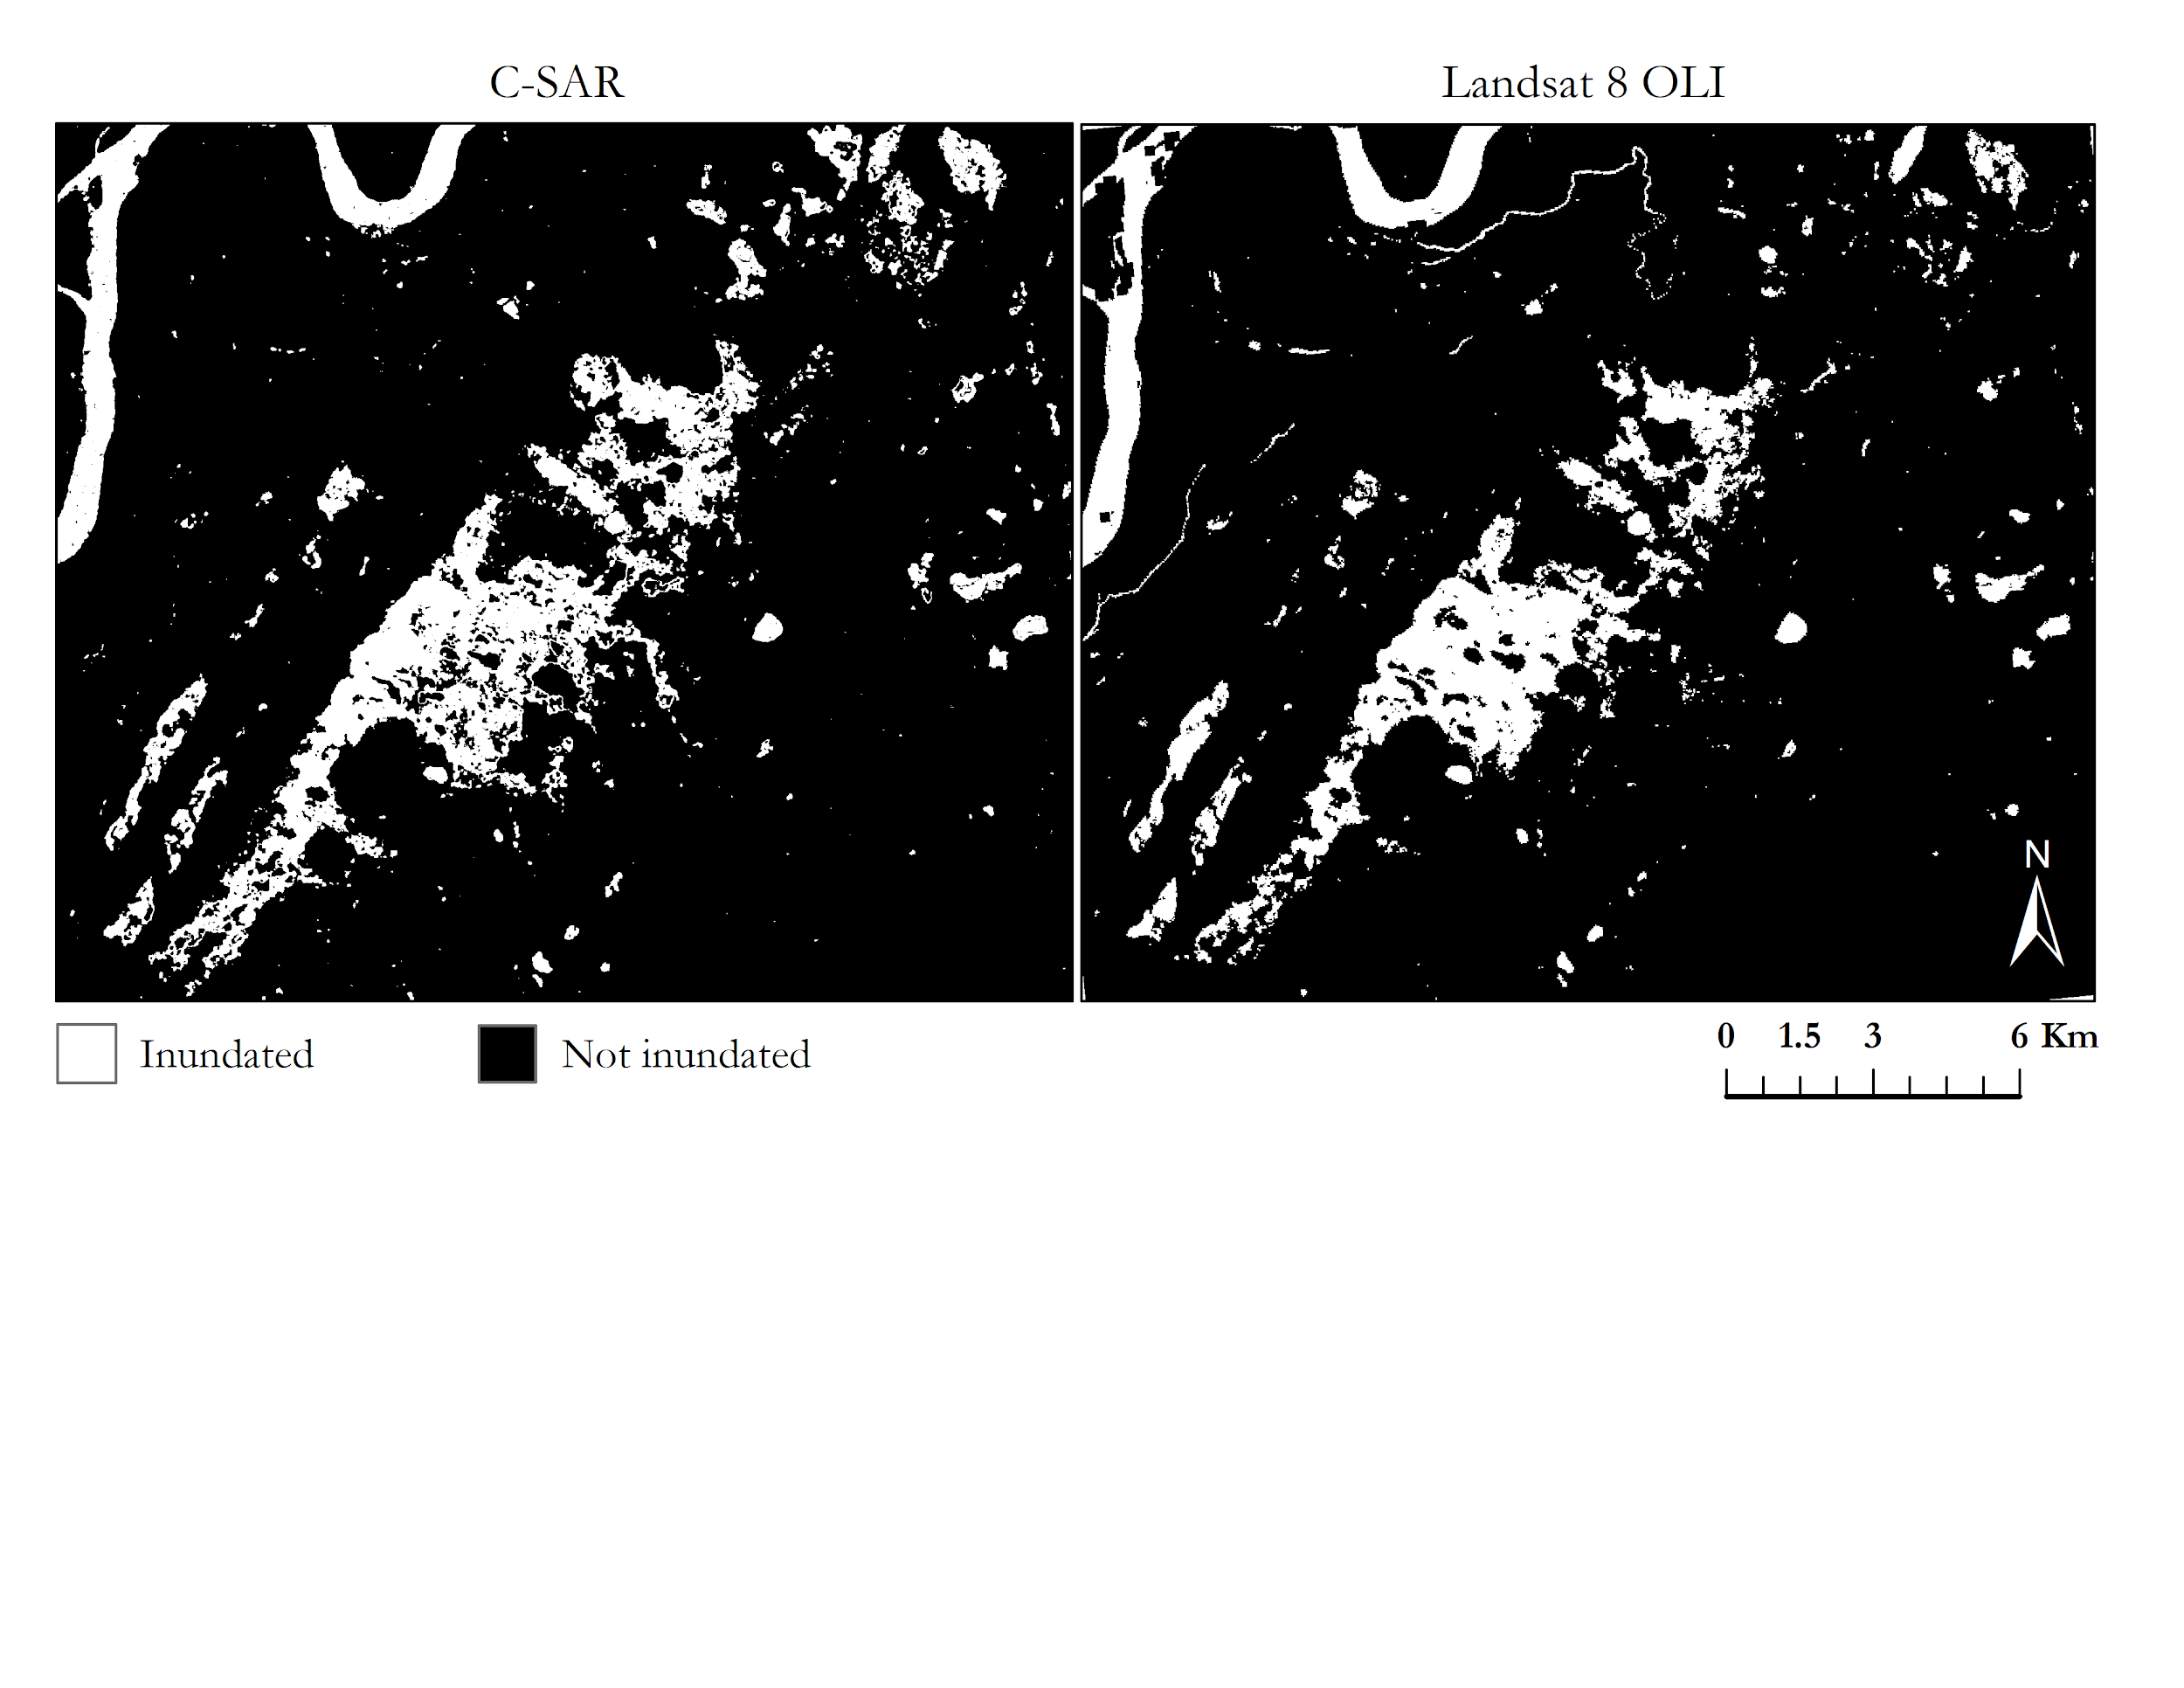 C-SAR
Landsat 8 OLI
N
Inundated
Not inundated
0 1.5 3 6 Km